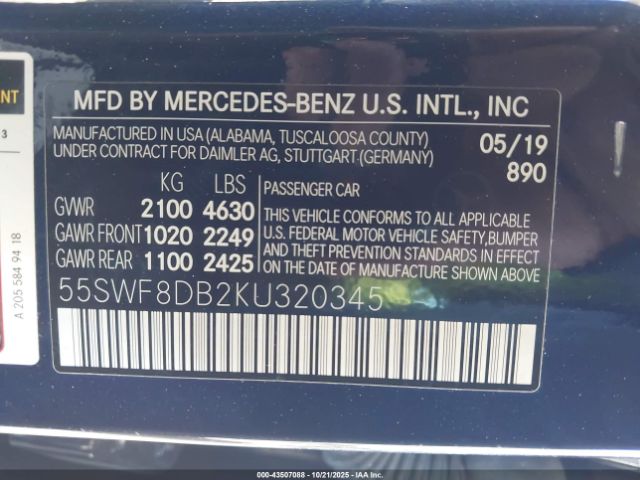 MFD BY MERCEDES-BENZ U.S. INTL., INC
MANUFACTURED IN USA (ALABAMA, TUSCALOOSA COUNTY)
UNDER CONTRACT FOR DAIMLER AG, STUTTGART (GERMANY)
05/19
890
KG LBS
GVWR 2100 4630
GAWR FRONT 1020 2249
GAWR REAR 1100 2425
PASSENGER CAR
THIS VEHICLE CONFORMS TO ALL APPLICABLE
U.S. FEDERAL MOTOR VEHICLE SAFETY, BUMPER
AND THEFT PREVENTION STANDARDS IN EFFECT
ON THE DATE OF MANUFACTURE SHOWN ABOVE.
55SWF8DB2KU320345
A 205 584 94 18
3
000-43507088 - 10/21/2025 - IAAI.com